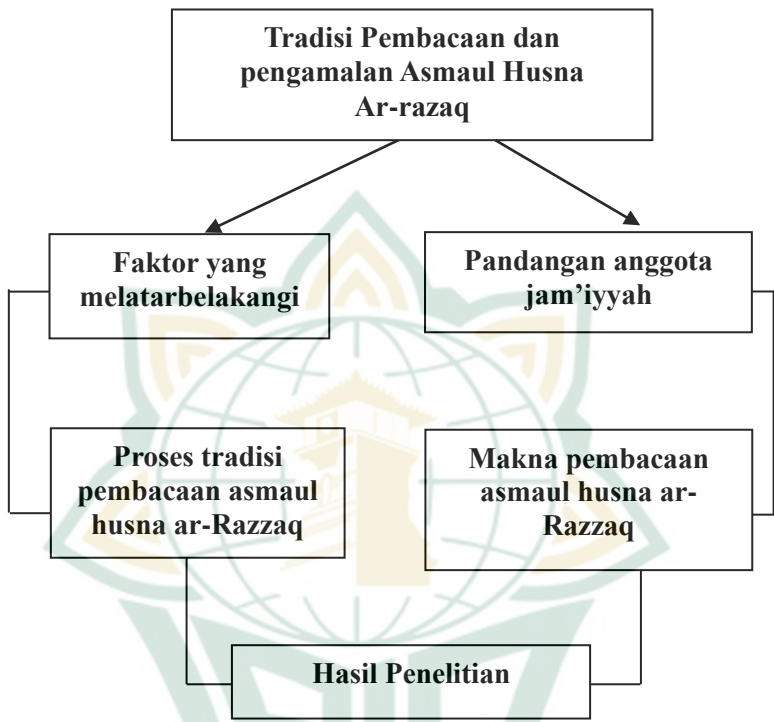 Tradisi Pembacaan dan
pengamalan Asmaul Husna
Ar-razaq
Faktor yang
melatarbelakangi
Pandangan anggota
jam’iyyah
Proses tradisi
pembacaan asmaul
husna ar-Razzaq
Makna pembacaan
asmaul husna ar-
Razzaq
Hasil Penelitian